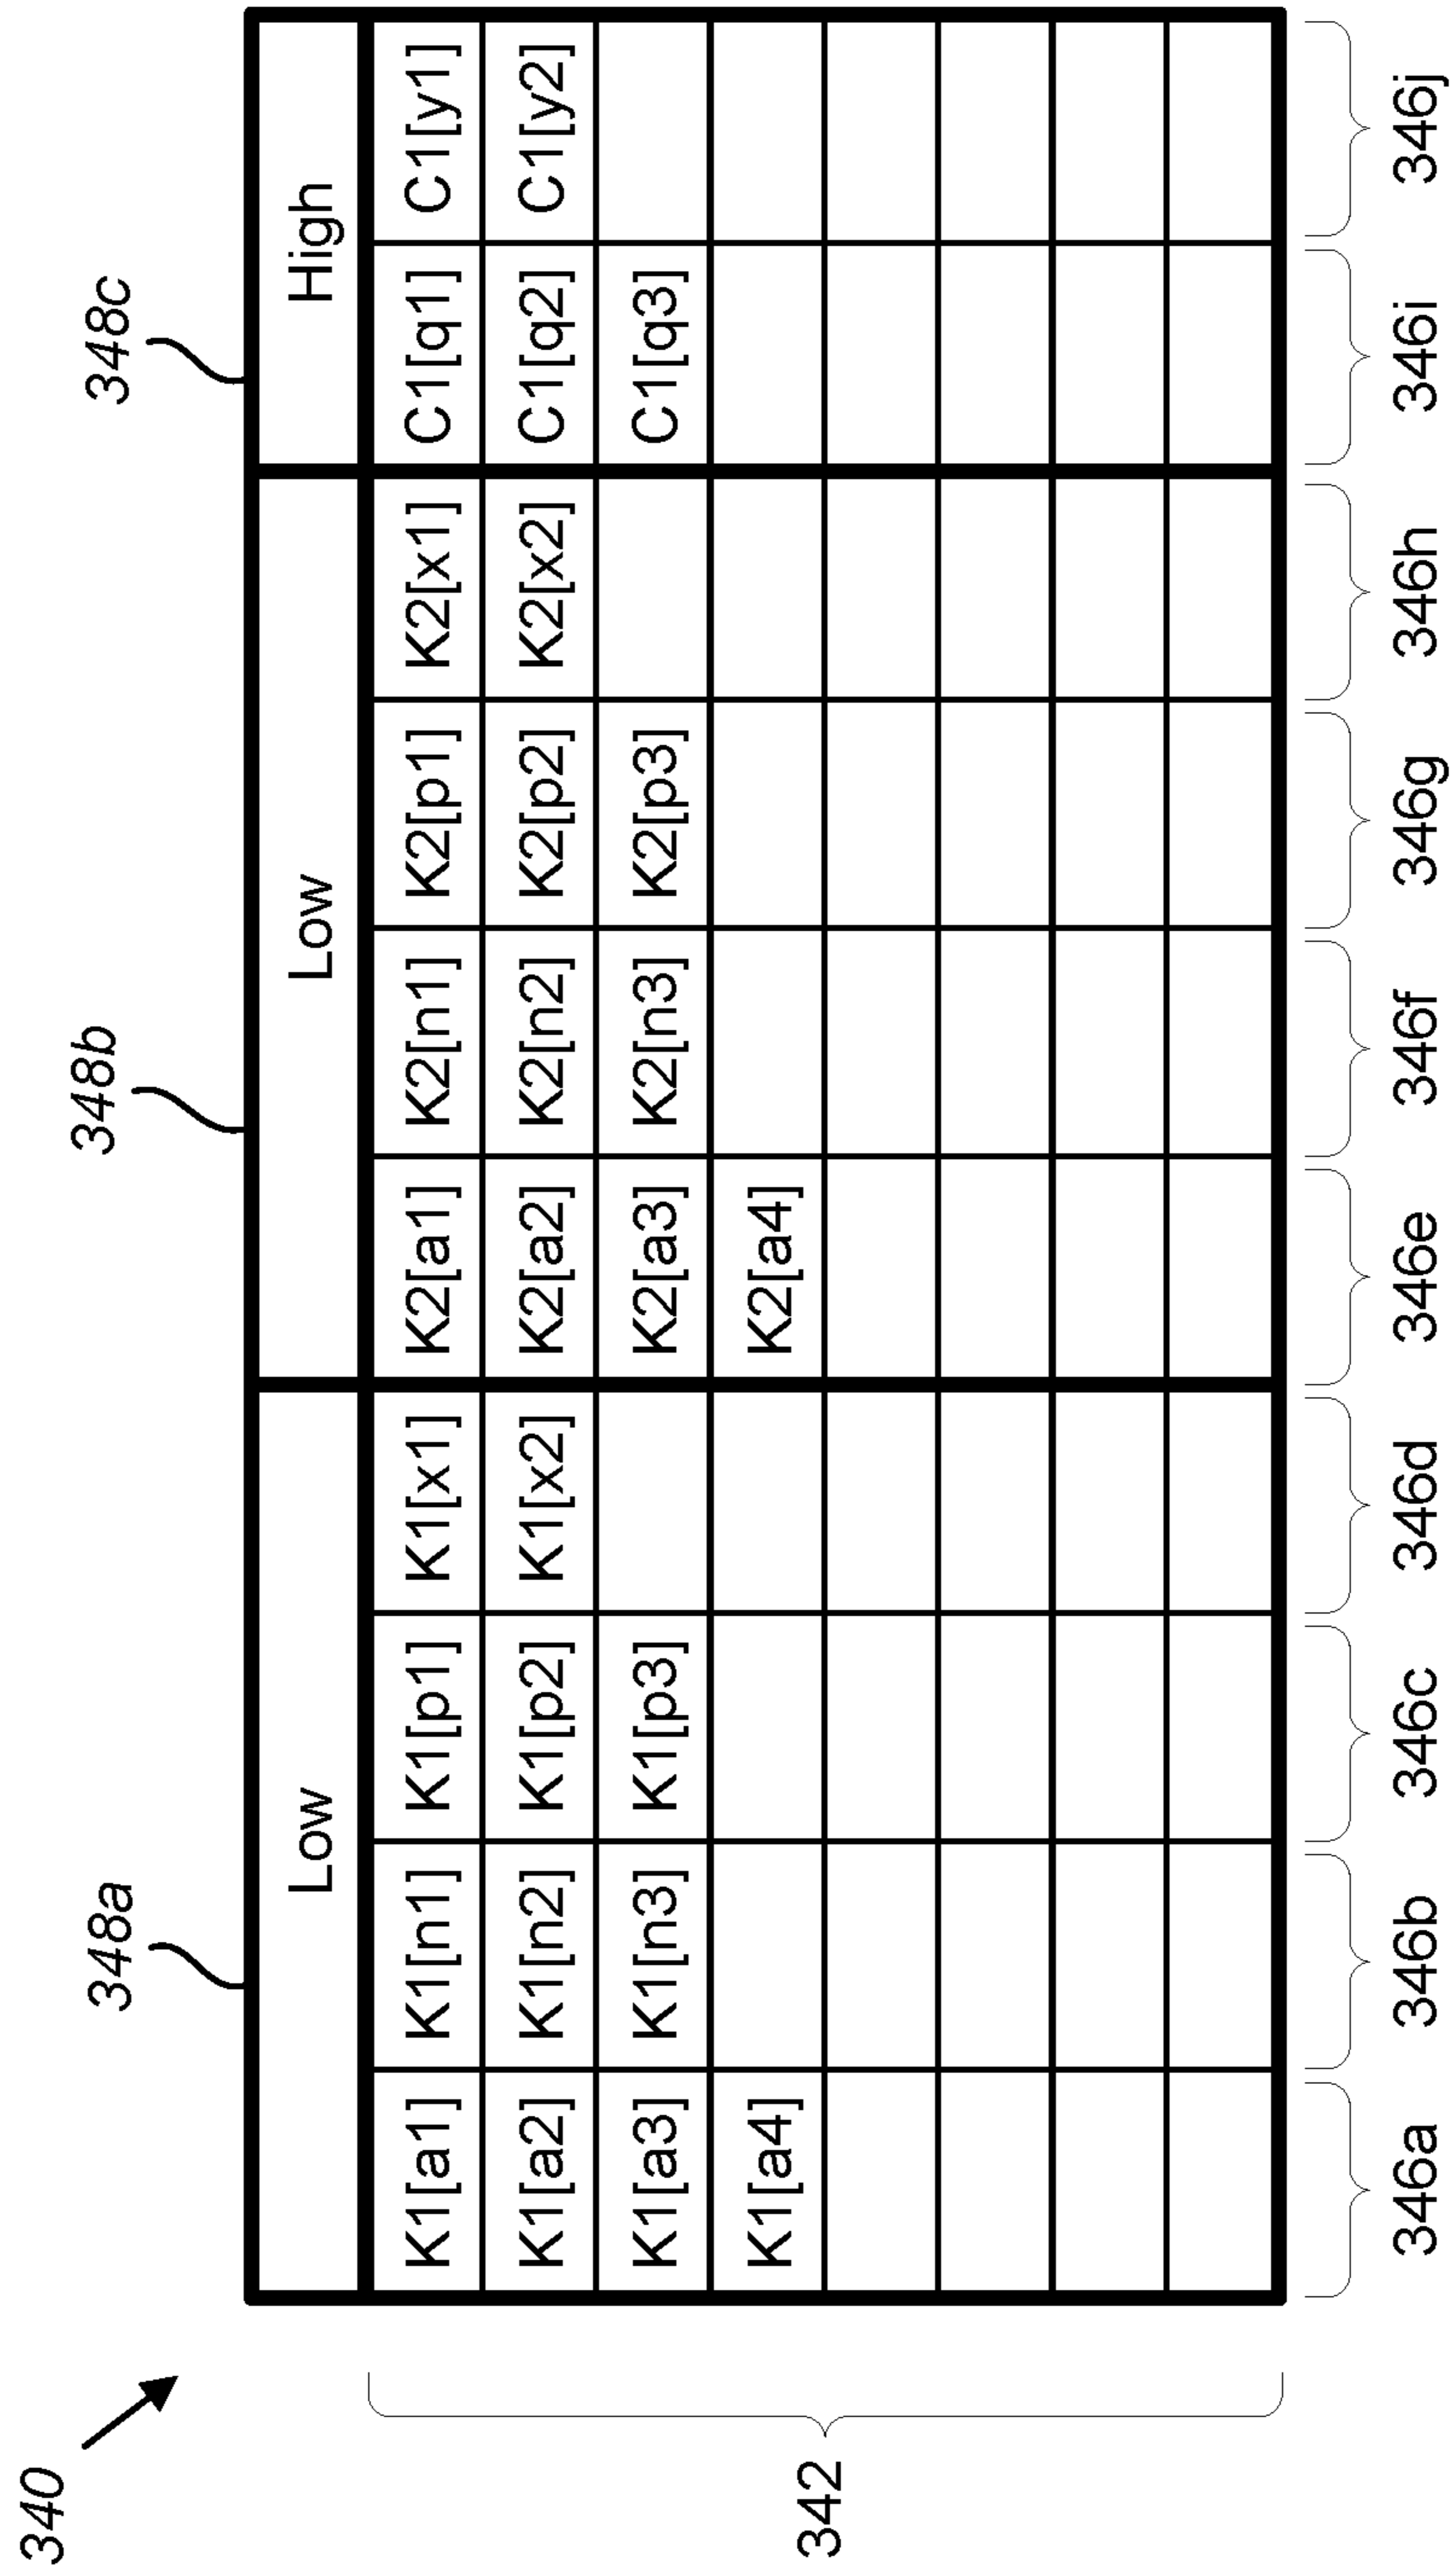 340
348a 348b 348c
Low Low High
K1[a1] K1[n1] K1[p1] K1[x1] K2[a1] K2[n1] K2[p1] K2[x1] C1[q1] C1[y1]
K1[a2] K1[n2] K1[p2] K1[x2] K2[a2] K2[n2] K2[p2] K2[x2] C1[q2] C1[y2]
K1[a3] K1[n3] K1[p3] K2[a3] K2[n3] K2[p3] C1[q3]
K1[a4] K2[a4]
342
346a 346b 346c 346d 346e 346f 346g 346h 346i 346j